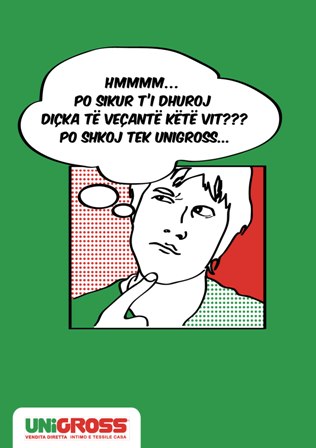 HMMMM...
PO SIKUR T'I DHUROJ
DIÇKA TË VEÇANTË KËTË VIT???
PO SHKOJ TEK UNIGROSS...
UNIGROSS
VENDITA DIRETTA INTIMO E TESSILE CASA